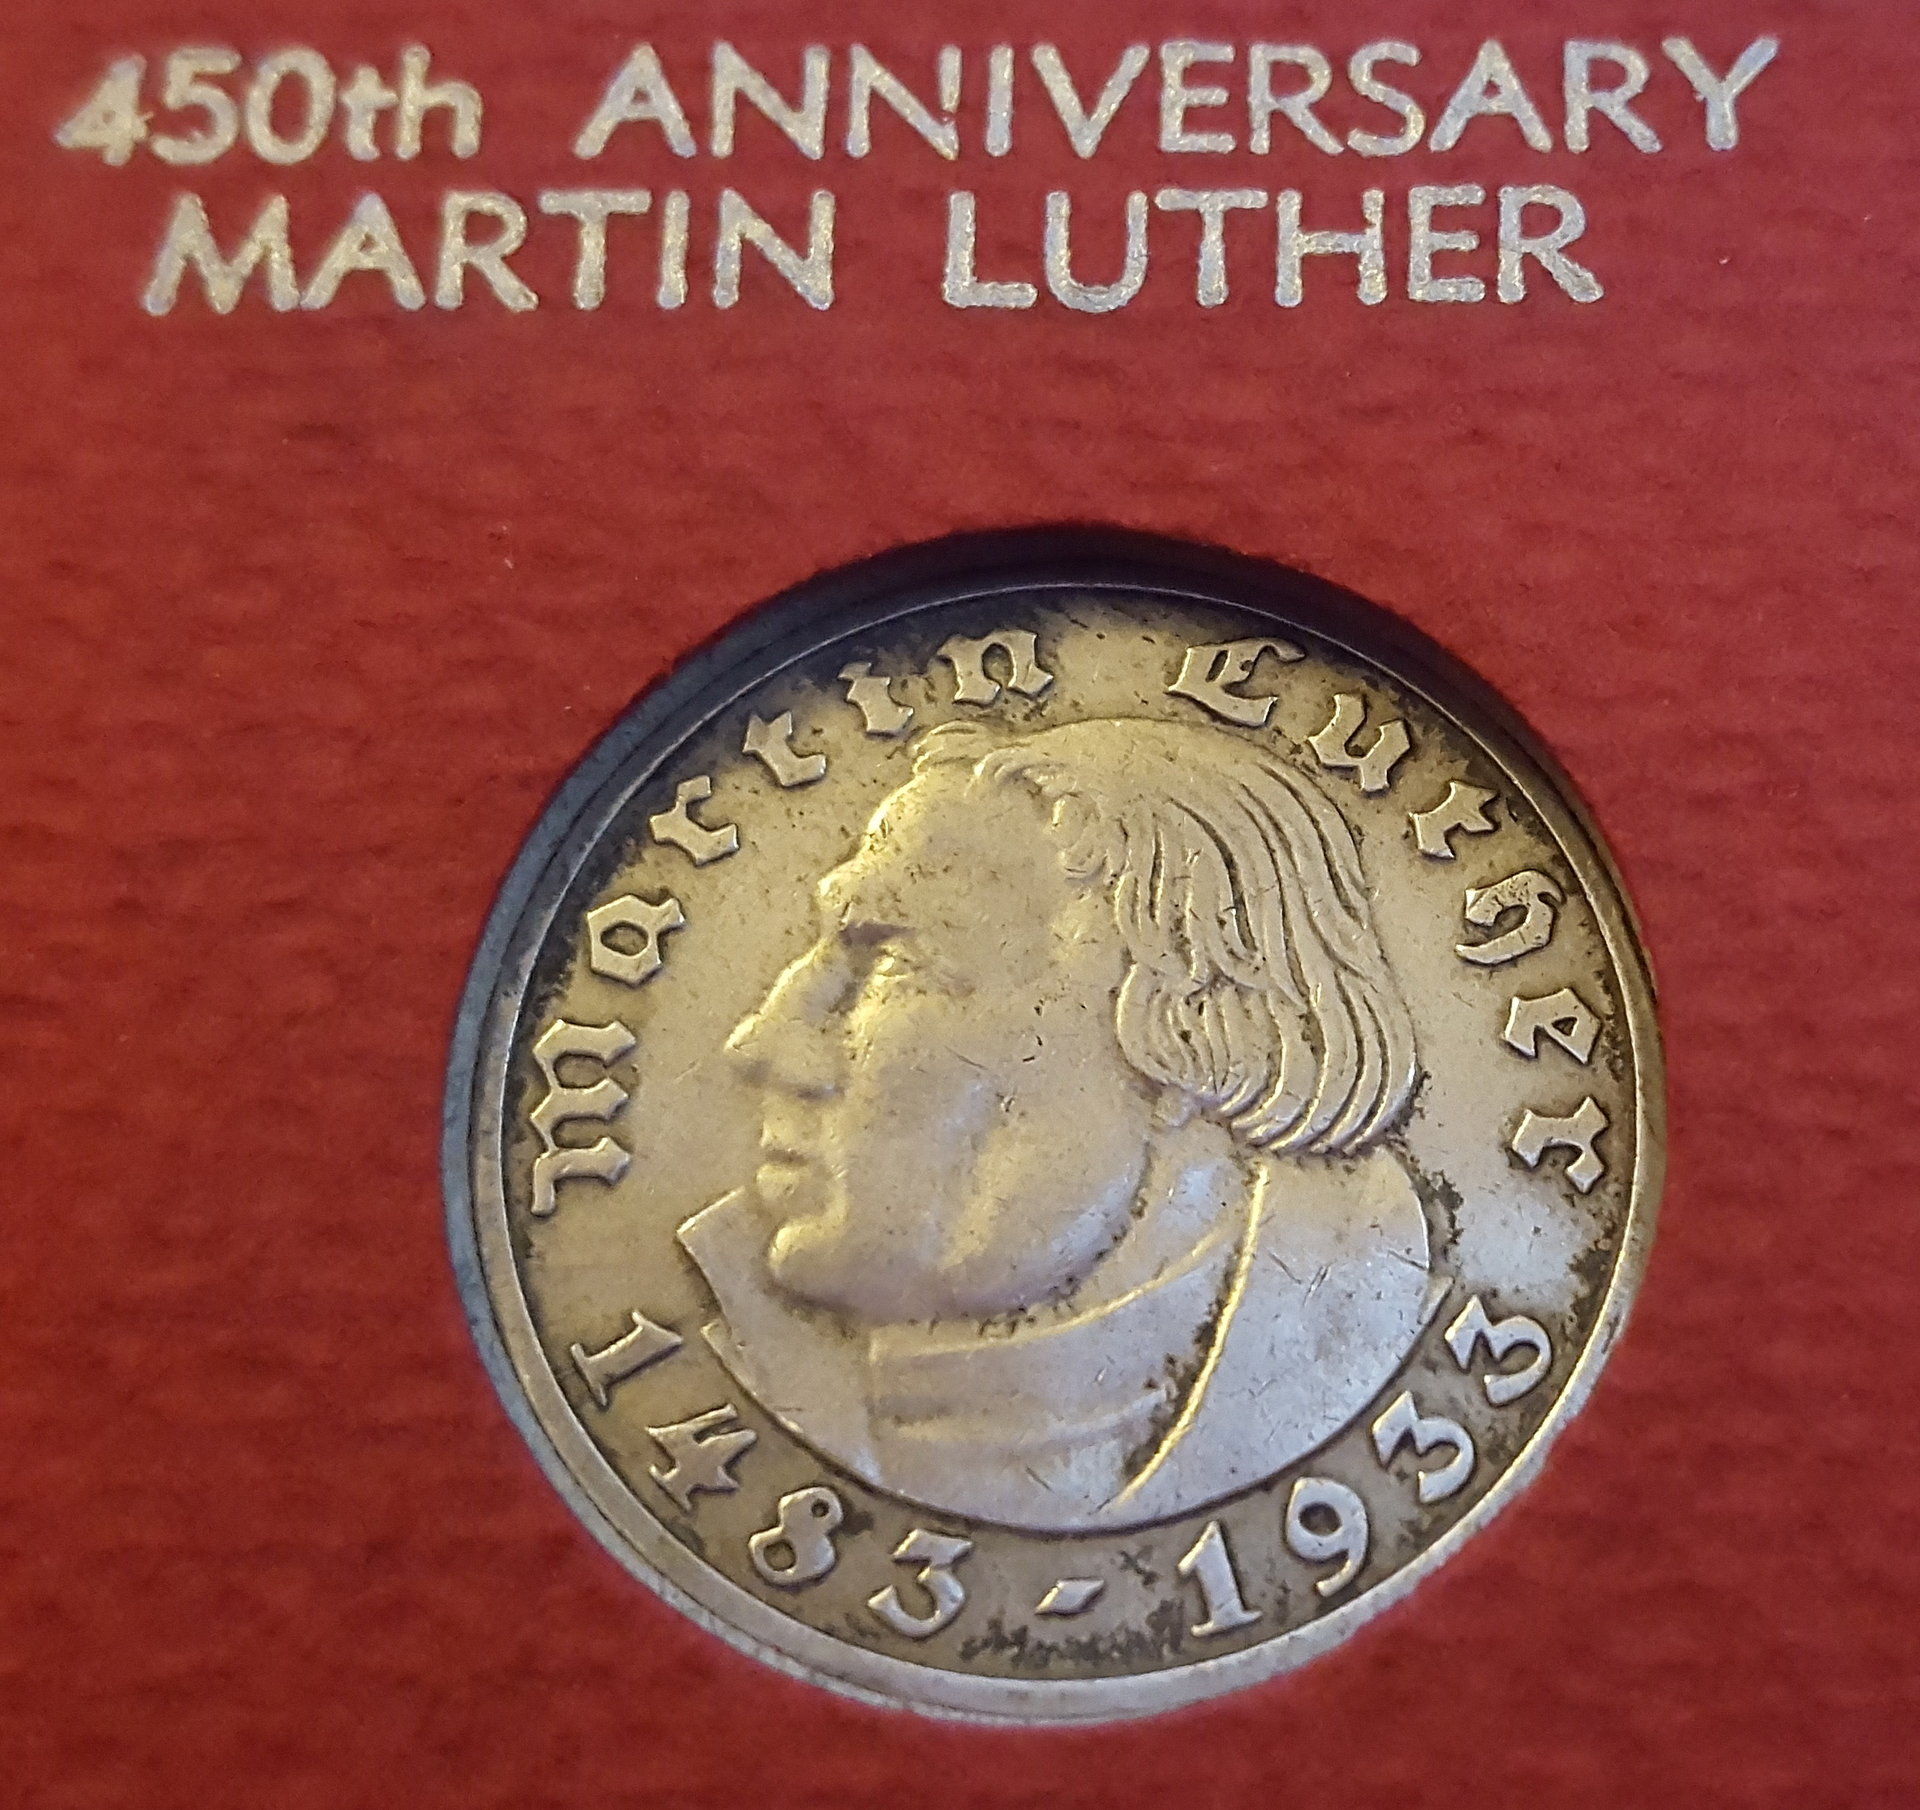 450th ANNIVERSARY
MARTIN LUTHER
Martin Luther
1483-1933